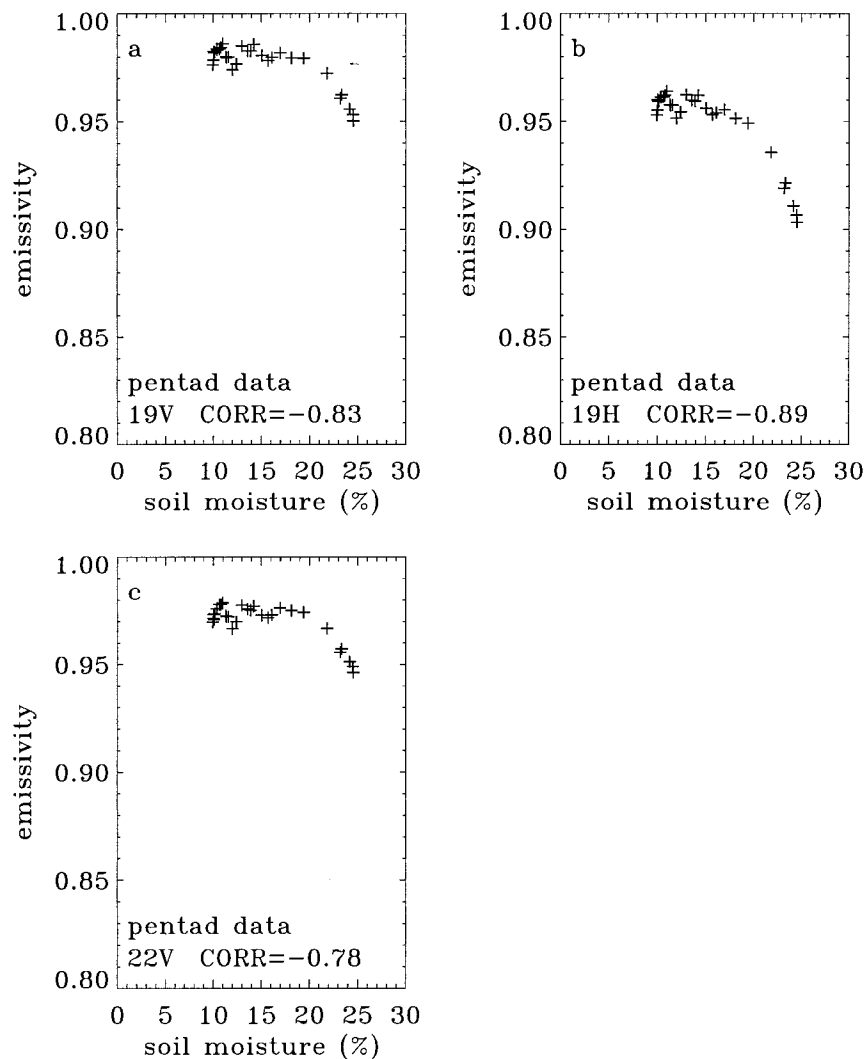 a
1.00
0.95
0.90
0.85
0.80
emissivity
pentad data
19V CORR=−0.83
0 5 10 15 20 25 30
soil moisture (%)
b
1.00
0.95
0.90
0.85
0.80
emissivity
pentad data
19H CORR=−0.89
0 5 10 15 20 25 30
soil moisture (%)
c
1.00
0.95
0.90
0.85
0.80
emissivity
pentad data
22V CORR=−0.78
0 5 10 15 20 25 30
soil moisture (%)